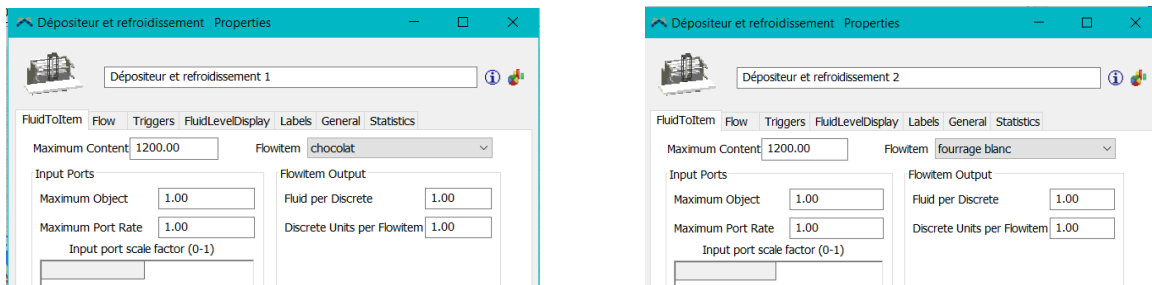 Dépositeur et refroidissement  Properties
Dépositeur et refroidissement 1
FluidToItem Flow Triggers FluidLevelDisplay Labels General Statistics
Maximum Content 1200.00 Flowitem chocolat
Input Ports Flowitem Output
Maximum Object 1.00 Fluid per Discrete 1.00
Maximum Port Rate 1.00 Discrete Units per Flowitem 1.00
Input port scale factor (0-1)
Dépositeur et refroidissement  Properties
Dépositeur et refroidissement 2
FluidToItem Flow Triggers FluidLevelDisplay Labels General Statistics
Maximum Content 1200.00 Flowitem fourrage blanc
Input Ports Flowitem Output
Maximum Object 1.00 Fluid per Discrete 1.00
Maximum Port Rate 1.00 Discrete Units per Flowitem 1.00
Input port scale factor (0-1)